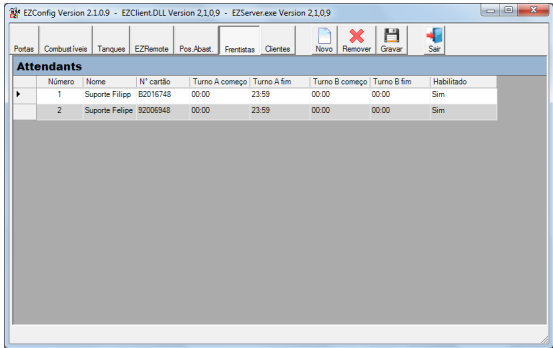 EZConfig Version 2.1.0.9 - EZClient.DLL Version 2,1,0,9 - EZServer.exe Version 2,1,0,9
Portas Combustíveis Tanques EZRemote Pos.Abast. Frentistas Clientes Novo Remover Gravar Sair
Attendants
Número Nome N° cartão Turno A começo Turno A fim Turno B começo Turno B fim Habilitado
1 Suporte Filipp B2016748 00:00 23:59 00:00 00:00 Sim
2 Suporte Felipe 92006948 00:00 23:59 00:00 00:00 Sim